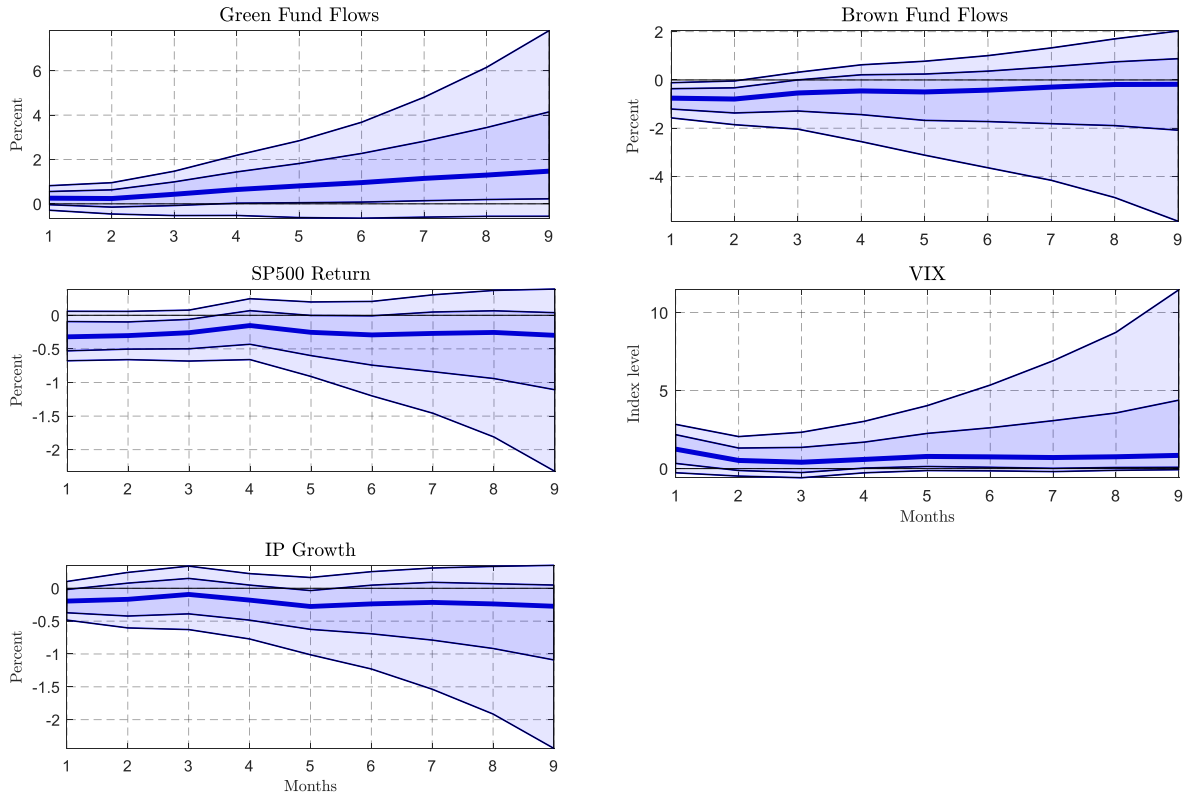 Green Fund Flows
Percent
6
4
2
0
1 2 3 4 5 6 7 8 9
Brown Fund Flows
Percent
2
0
-2
-4
1 2 3 4 5 6 7 8 9
SP500 Return
Percent
0
-0.5
-1
-1.5
-2
1 2 3 4 5 6 7 8 9
VIX
Index level
10
5
0
1 2 3 4 5 6 7 8 9
Months
IP Growth
Percent
0
-0.5
-1
-1.5
-2
1 2 3 4 5 6 7 8 9
Months